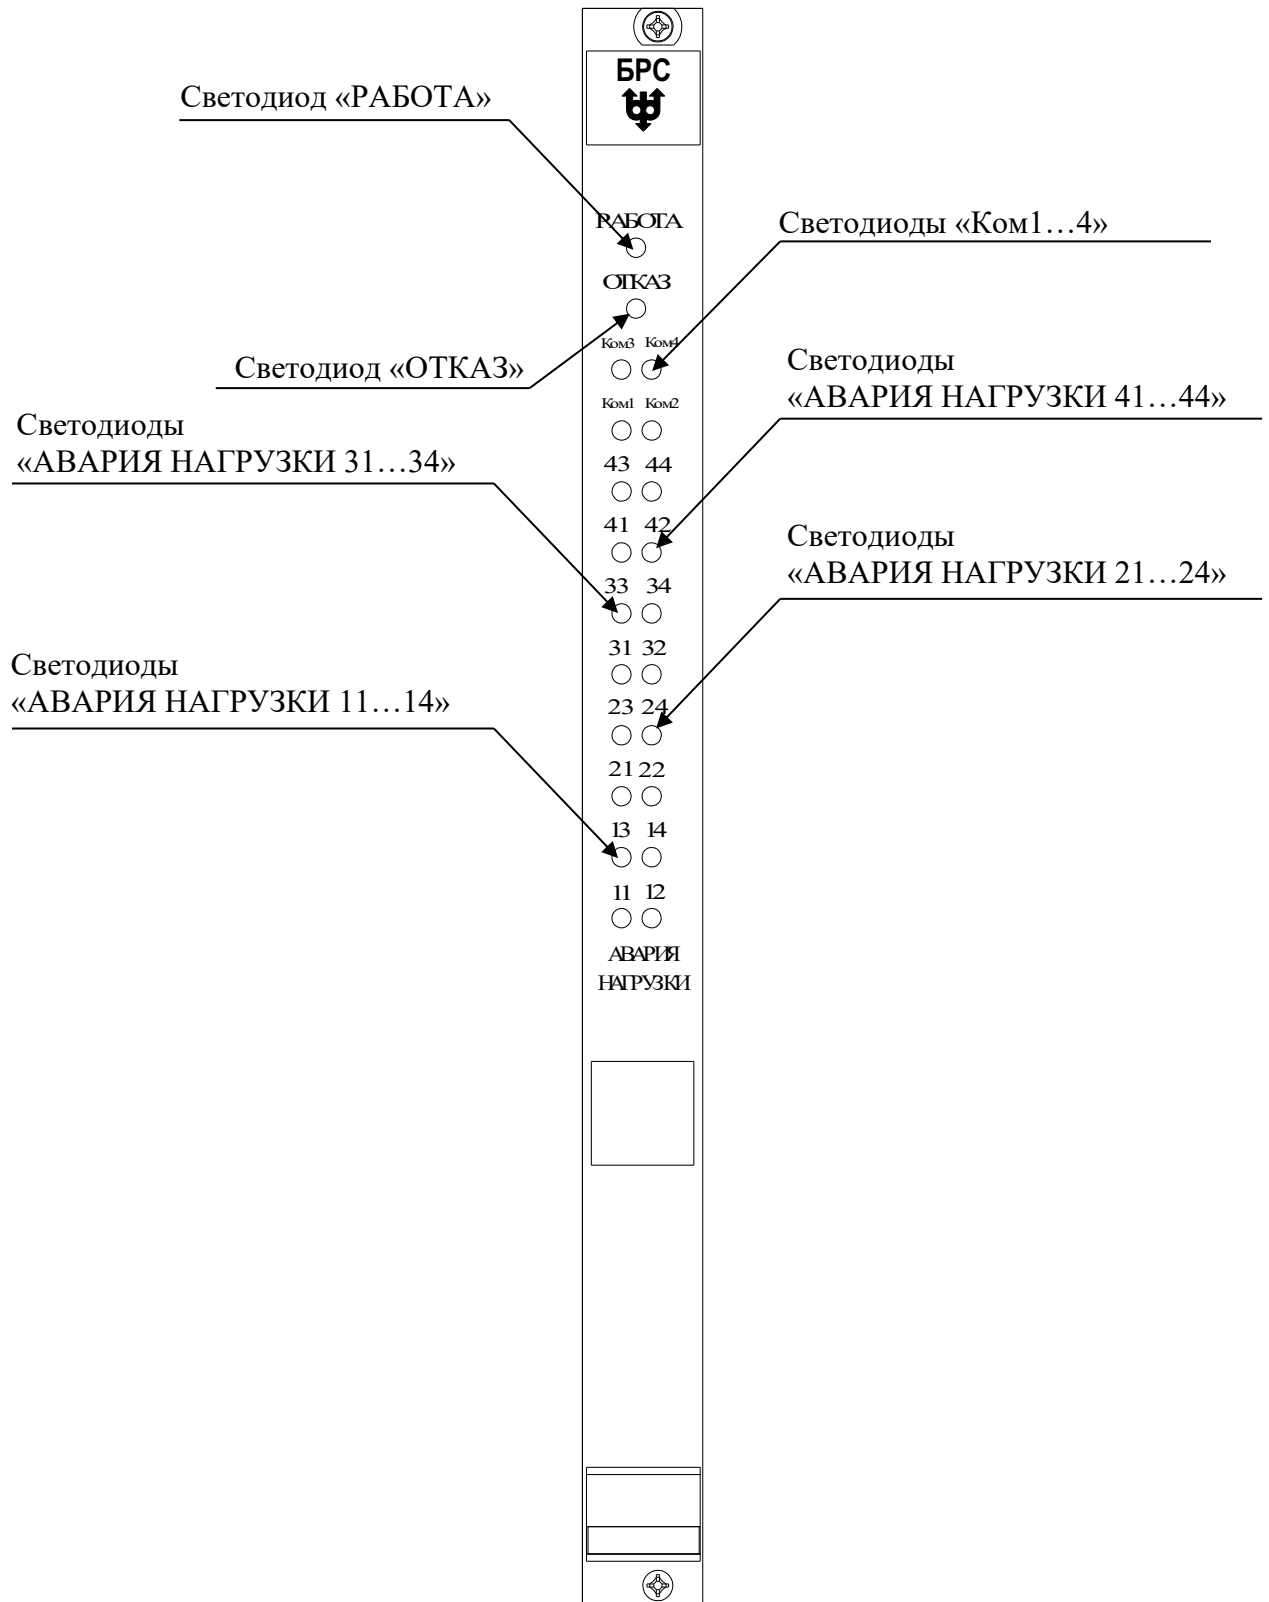 БРС
Светодиод «РАБОТА»
РАБОТА
Светодиоды «Ком1…4»
ОТКАЗ
Ком3 Ком4
Светодиод «ОТКАЗ»
Светодиоды
«АВАРИЯ НАГРУЗКИ 41…44»
Ком1 Ком2
Светодиоды
«АВАРИЯ НАГРУЗКИ 31…34»
43 44
41 42
Светодиоды
«АВАРИЯ НАГРУЗКИ 21…24»
33 34
31 32
Светодиоды
«АВАРИЯ НАГРУЗКИ 11…14»
23 24
21 22
13 14
11 12
АВАРИЯ
НАГРУЗКИ